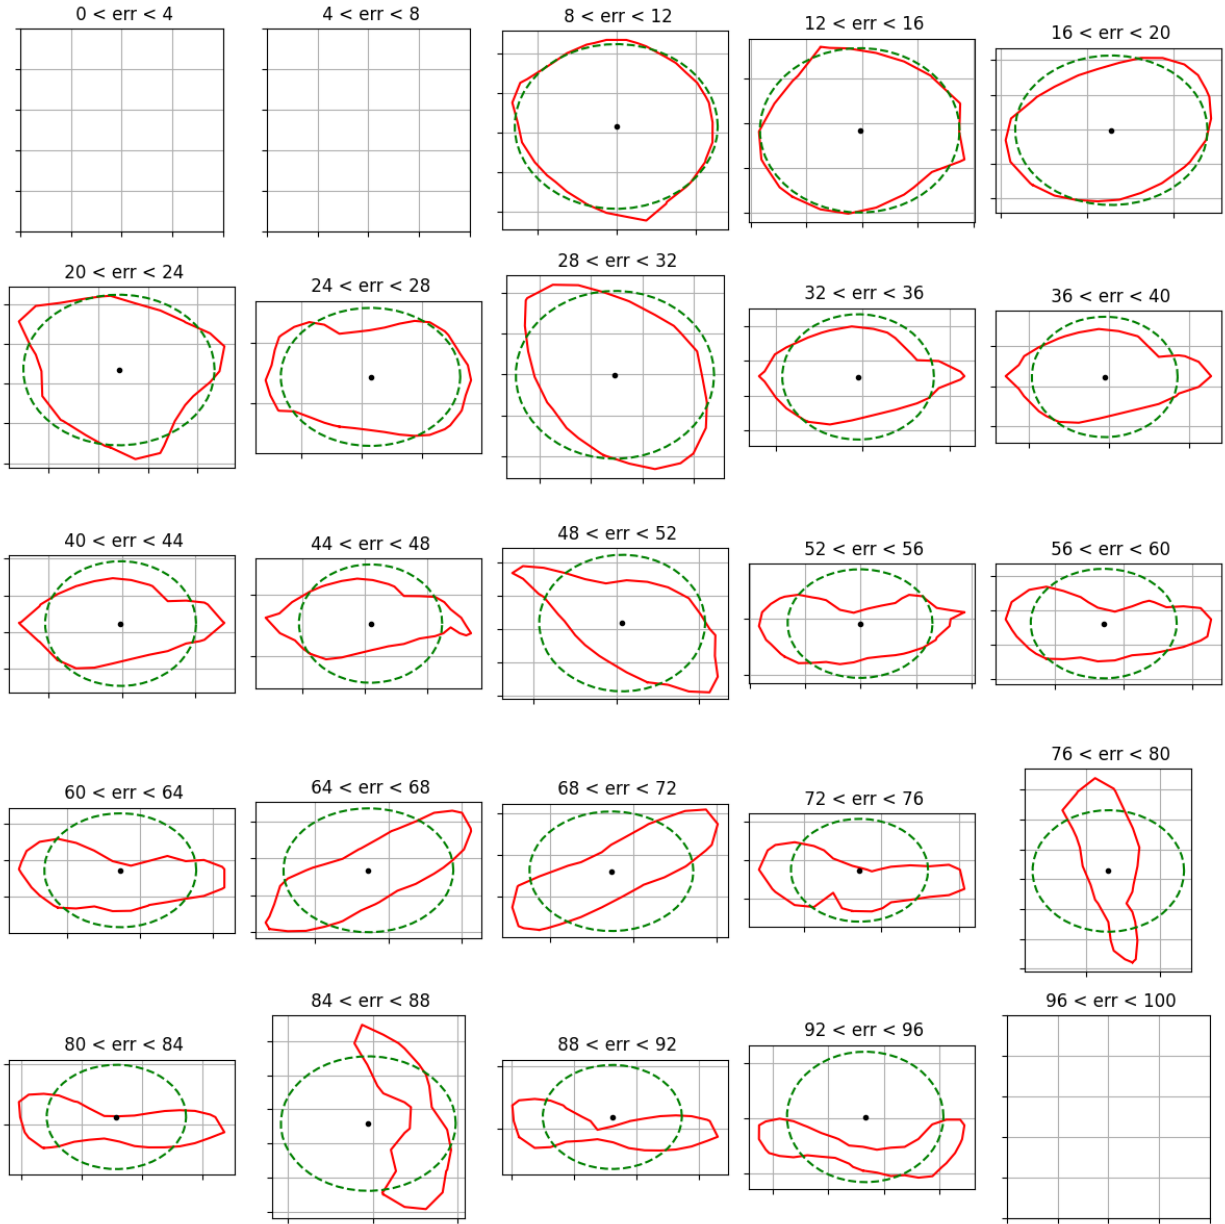 0 < err < 4
4 < err < 8
8 < err < 12
12 < err < 16
16 < err < 20
20 < err < 24
24 < err < 28
28 < err < 32
32 < err < 36
36 < err < 40
40 < err < 44
44 < err < 48
48 < err < 52
52 < err < 56
56 < err < 60
60 < err < 64
64 < err < 68
68 < err < 72
72 < err < 76
76 < err < 80
80 < err < 84
84 < err < 88
88 < err < 92
92 < err < 96
96 < err < 100